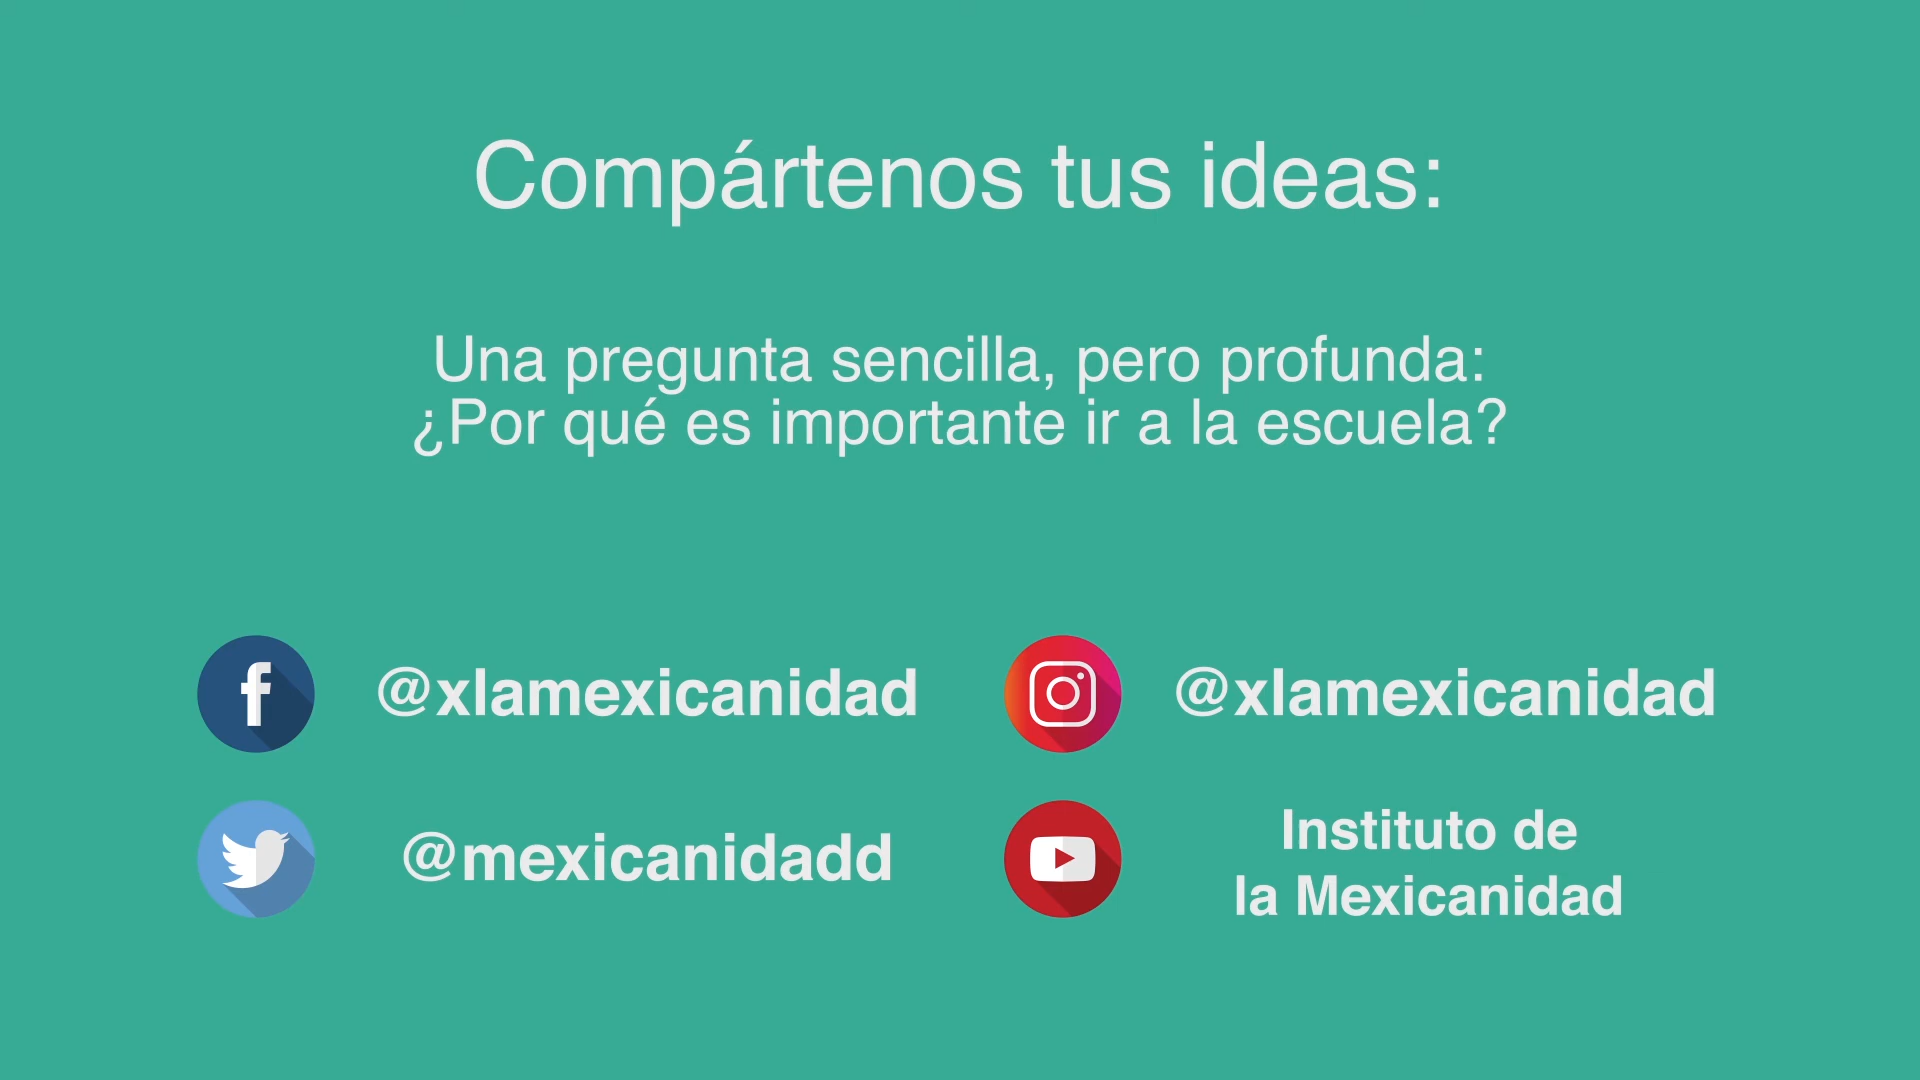 Compártenos tus ideas:
Una pregunta sencilla, pero profunda:
¿Por qué es importante ir a la escuela?
@xlamexicanidad
@xlamexicanidad
@mexicanidadd
Instituto de
la Mexicanidad